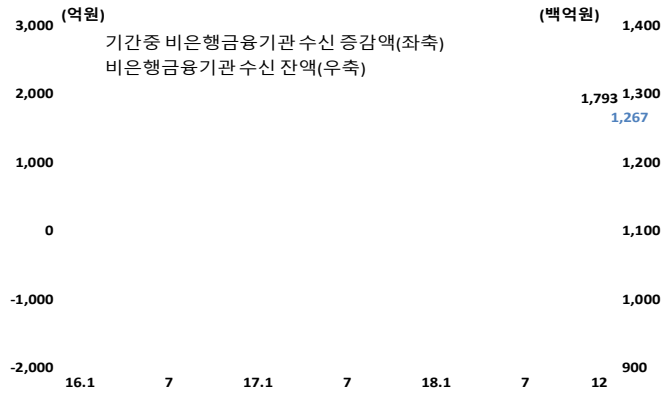 (억원) (백억원)
3,000 1,400
기간중 비은행금융기관 수신 증감액(좌축)
비은행금융기관 수신 잔액(우축)
2,000 1,793 1,300
1,267
1,000 1,200
0 1,100
-1,000 1,000
-2,000 900
16.1 7 17.1 7 18.1 7 12